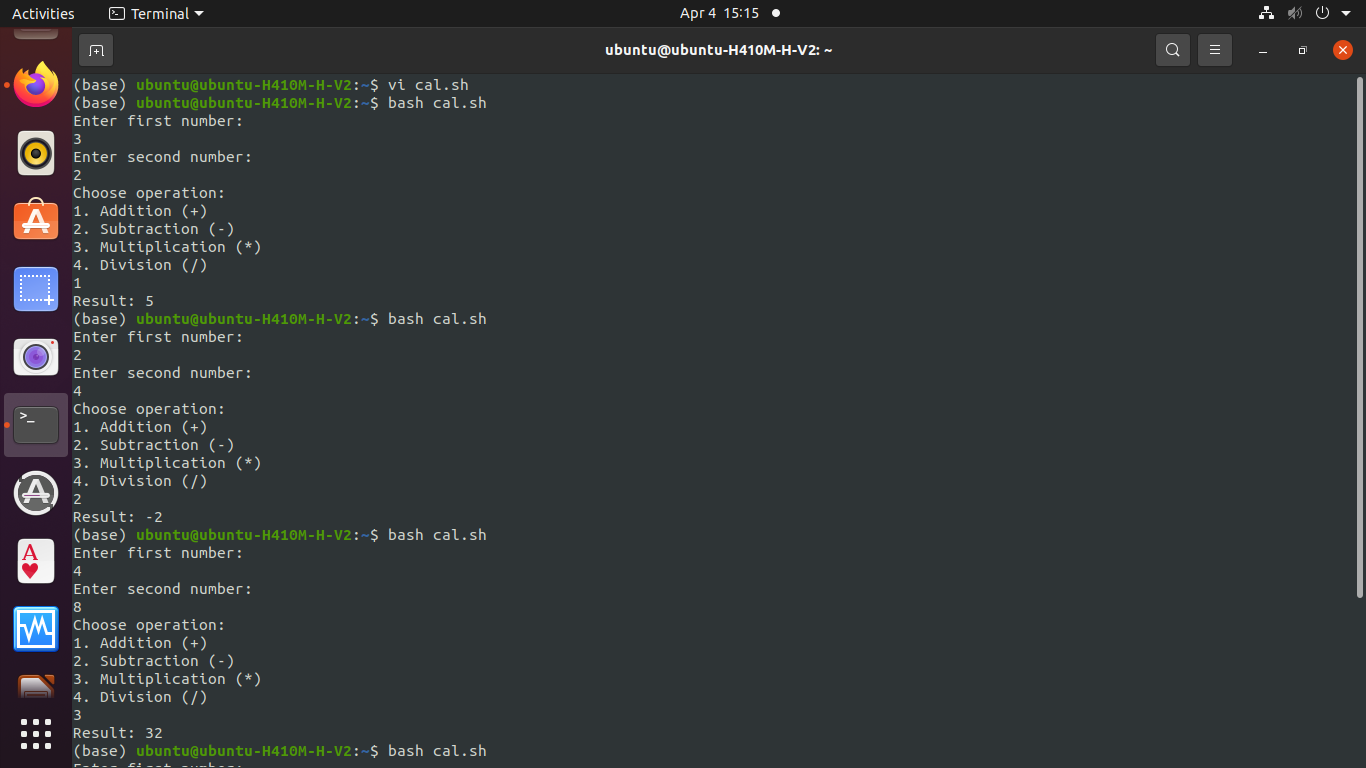 Activities
Terminal
Apr 4 15:15
ubuntu@ubuntu-H410M-H-V2: ~
(base) ubuntu@ubuntu-H410M-H-V2:~$ vi cal.sh
(base) ubuntu@ubuntu-H410M-H-V2:~$ bash cal.sh
Enter first number:
3
Enter second number:
2
Choose operation:
1. Addition (+)
2. Subtraction (-)
3. Multiplication (*)
4. Division (/)
1
Result: 5
(base) ubuntu@ubuntu-H410M-H-V2:~$ bash cal.sh
Enter first number:
2
Enter second number:
4
Choose operation:
1. Addition (+)
2. Subtraction (-)
3. Multiplication (*)
4. Division (/)
2
Result: -2
(base) ubuntu@ubuntu-H410M-H-V2:~$ bash cal.sh
Enter first number:
4
Enter second number:
8
Choose operation:
1. Addition (+)
2. Subtraction (-)
3. Multiplication (*)
4. Division (/)
3
Result: 32
(base) ubuntu@ubuntu-H410M-H-V2:~$ bash cal.sh
Enter first number: